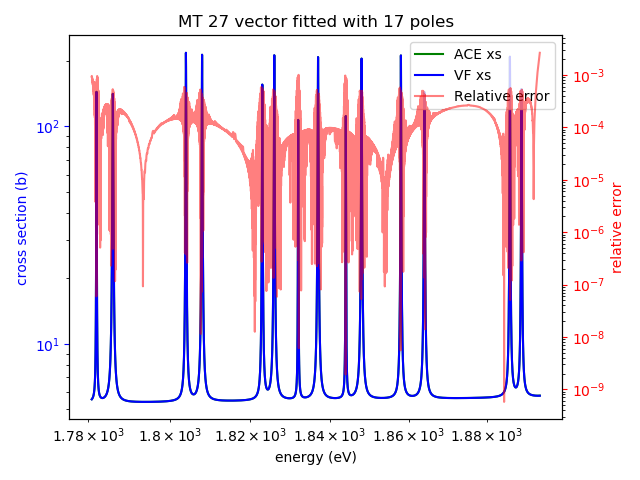 MT 27 vector fitted with 17 poles
ACE xs
VF xs
Relative error
cross section (b)
10²
10¹
relative error
10⁻³
10⁻⁴
10⁻⁵
10⁻⁶
10⁻⁷
10⁻⁸
10⁻⁹
1.78 × 10³ 1.8 × 10³ 1.82 × 10³ 1.84 × 10³ 1.86 × 10³ 1.88 × 10³
energy (eV)